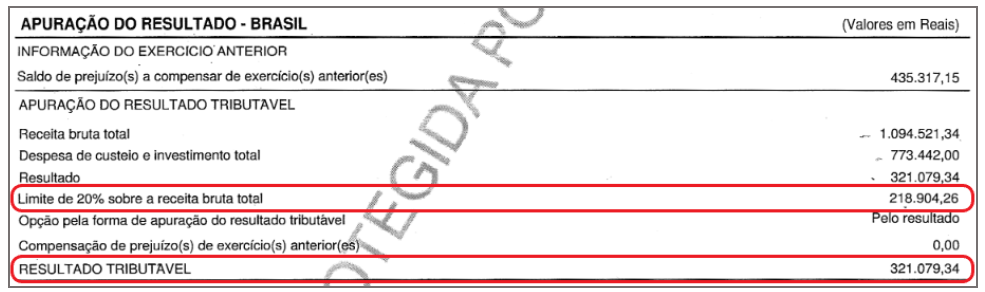 APURAÇÃO DO RESULTADO - BRASIL (Valores em Reais)
INFORMAÇÃO DO EXERCICIO ANTERIOR
Saldo de prejuízo(s) a compensar de exercício(s) anterior(es) 435.317,15
APURAÇÃO DO RESULTADO TRIBUTAVEL
Receita bruta total 1.094.521,34
Despesa de custeio e investimento total 773.442,00
Resultado 321.079,34
Limite de 20% sobre a receita bruta total 218.904,26
Opção pela forma de apuração do resultado tributável Pelo resultado
Compensação de prejuízo(s) de exercício(s) anterior(es) 0,00
RESULTADO TRIBUTAVEL 321.079,34
OTEGIDA PO